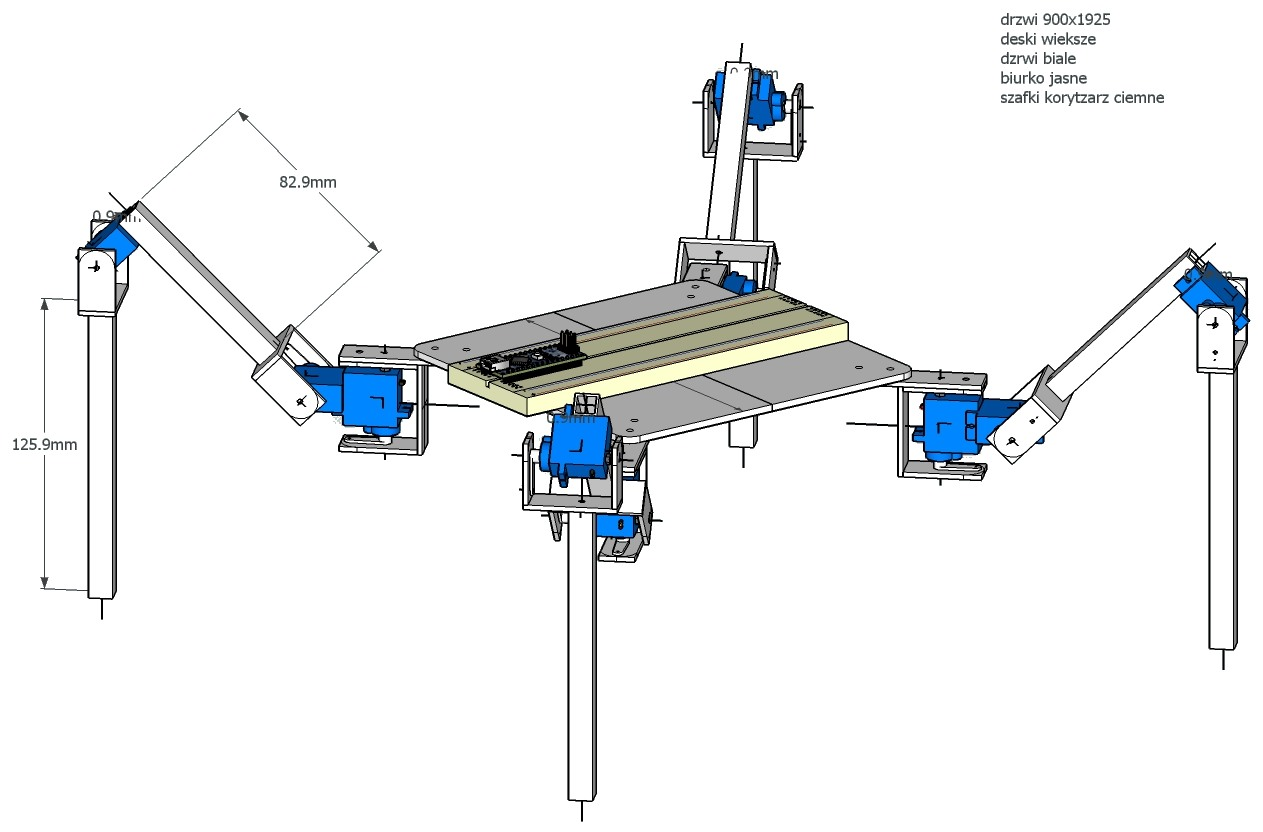 drzwi 900x1925
deski wieksze
dzrwi biale
biurko jasne
szafki korytzarz ciemne
82.9mm
125.9mm